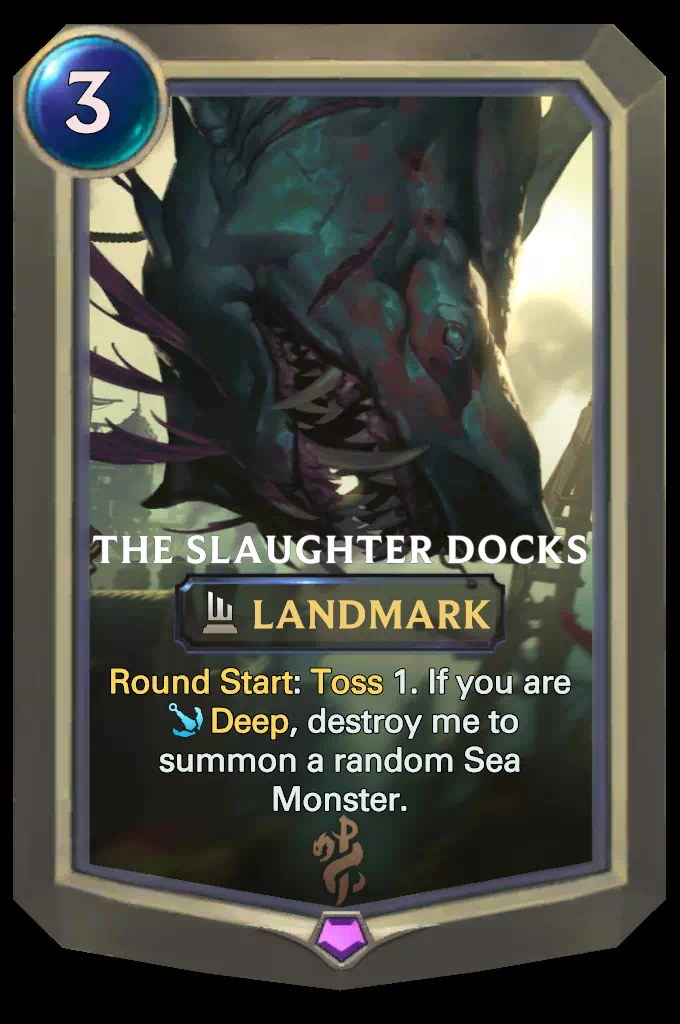 3
THE SLAUGHTER DOCKS
LANDMARK
Round Start: Toss 1. If you are
Deep, destroy me to
summon a random Sea
Monster.